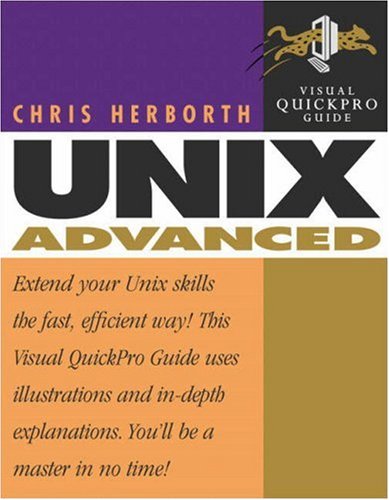 CHRIS HERBORTH
VISUAL
QUICKPRO
GUIDE
UNIX
ADVANCED
Extend your Unix skills
the fast, efficient way! This
Visual QuickPro Guide uses
illustrations and in-depth
explanations. You'll be a
master in no time!